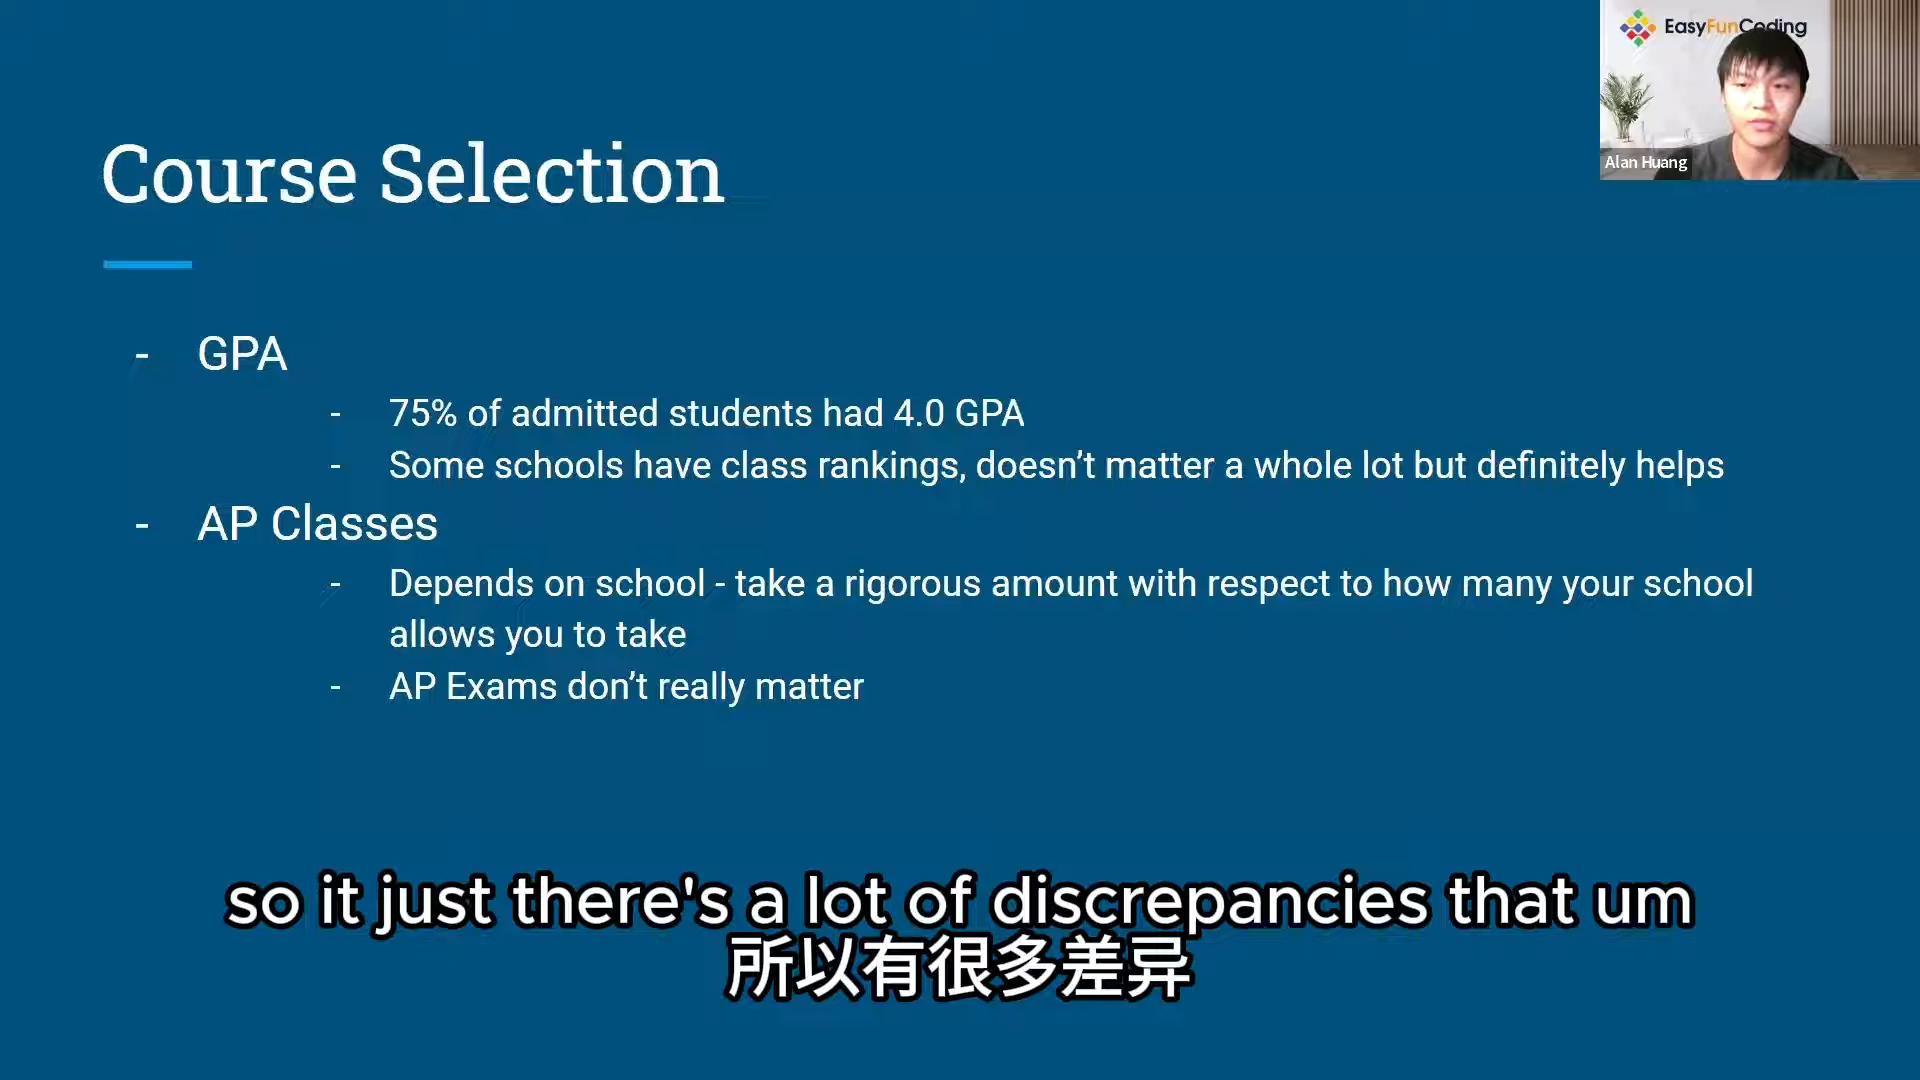 EasyFunCoding
Alan Huang
Course Selection
- GPA
- 75% of admitted students had 4.0 GPA
- Some schools have class rankings, doesn’t matter a whole lot but definitely helps
- AP Classes
- Depends on school - take a rigorous amount with respect to how many your school
allows you to take
- AP Exams don’t really matter
so it just there's a lot of discrepancies that um
所以有很多差异